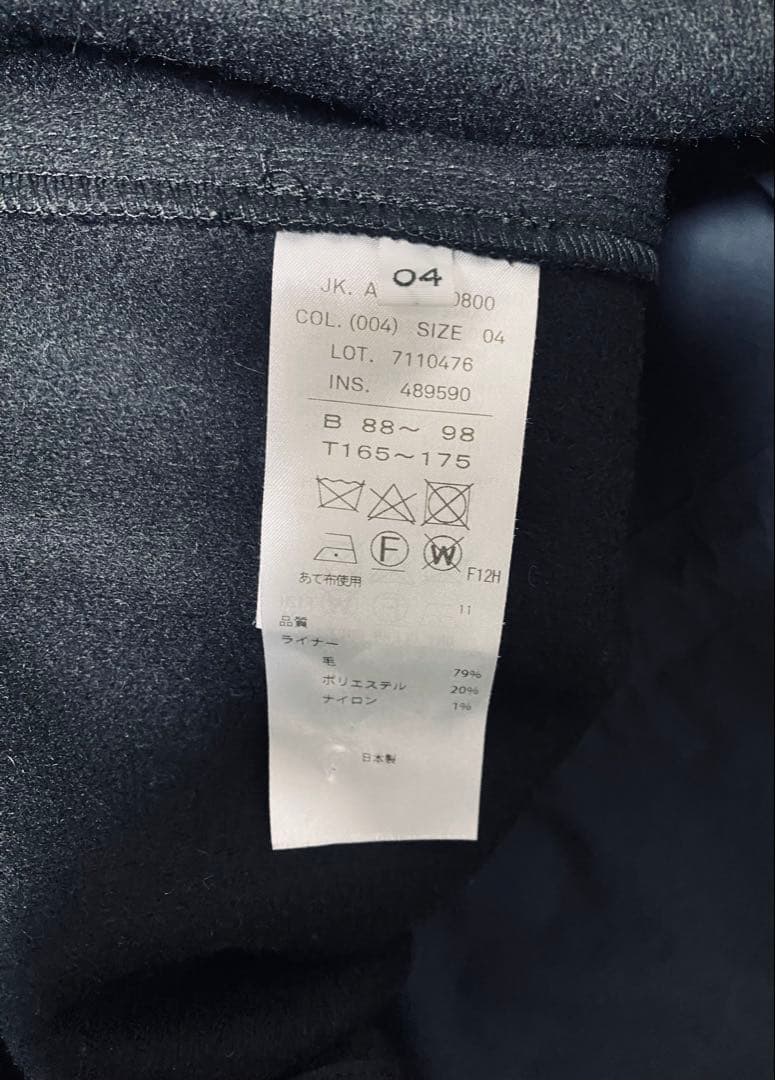 04
JK. A 0800
COL. (004) SIZE 04
LOT. 7110476
INS. 489590
B 88～ 98
T165～175
F W
F12H
あて布使用
11
品質
ライナー
毛 79%
ポリエステル 20%
ナイロン 1%
日本製